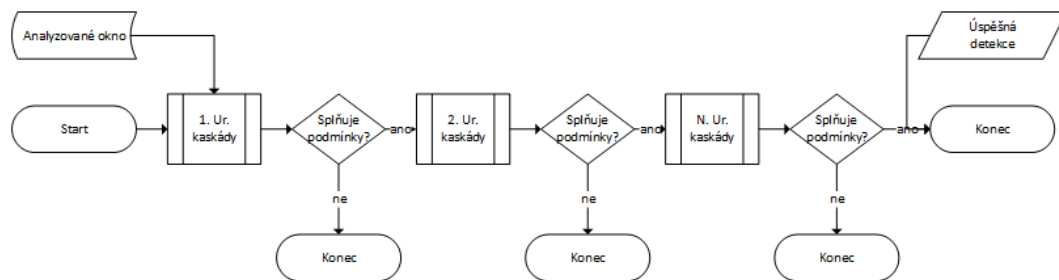 Analyzované okno
Úspěšná
detekce
Start
1. Ur.
kaskády
Splňuje
podmínky?
ano
2. Ur.
kaskády
Splňuje
podmínky?
ano
N. Ur.
kaskády
Splňuje
podmínky?
ano
Konec
ne
ne
ne
Konec
Konec
Konec